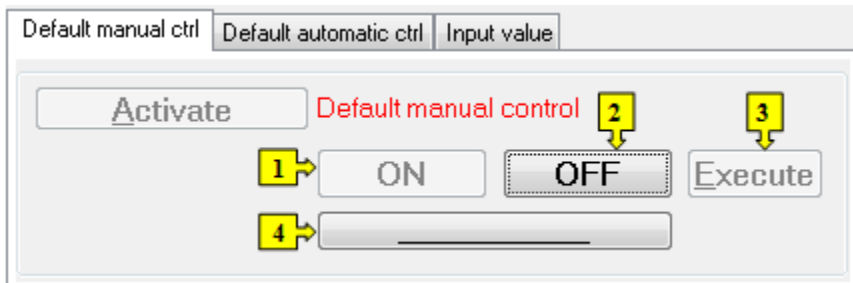 Default manual ctrl Default automatic ctrl Input value
Activate Default manual control 2 3
1 ON OFF Execute
4 ____________